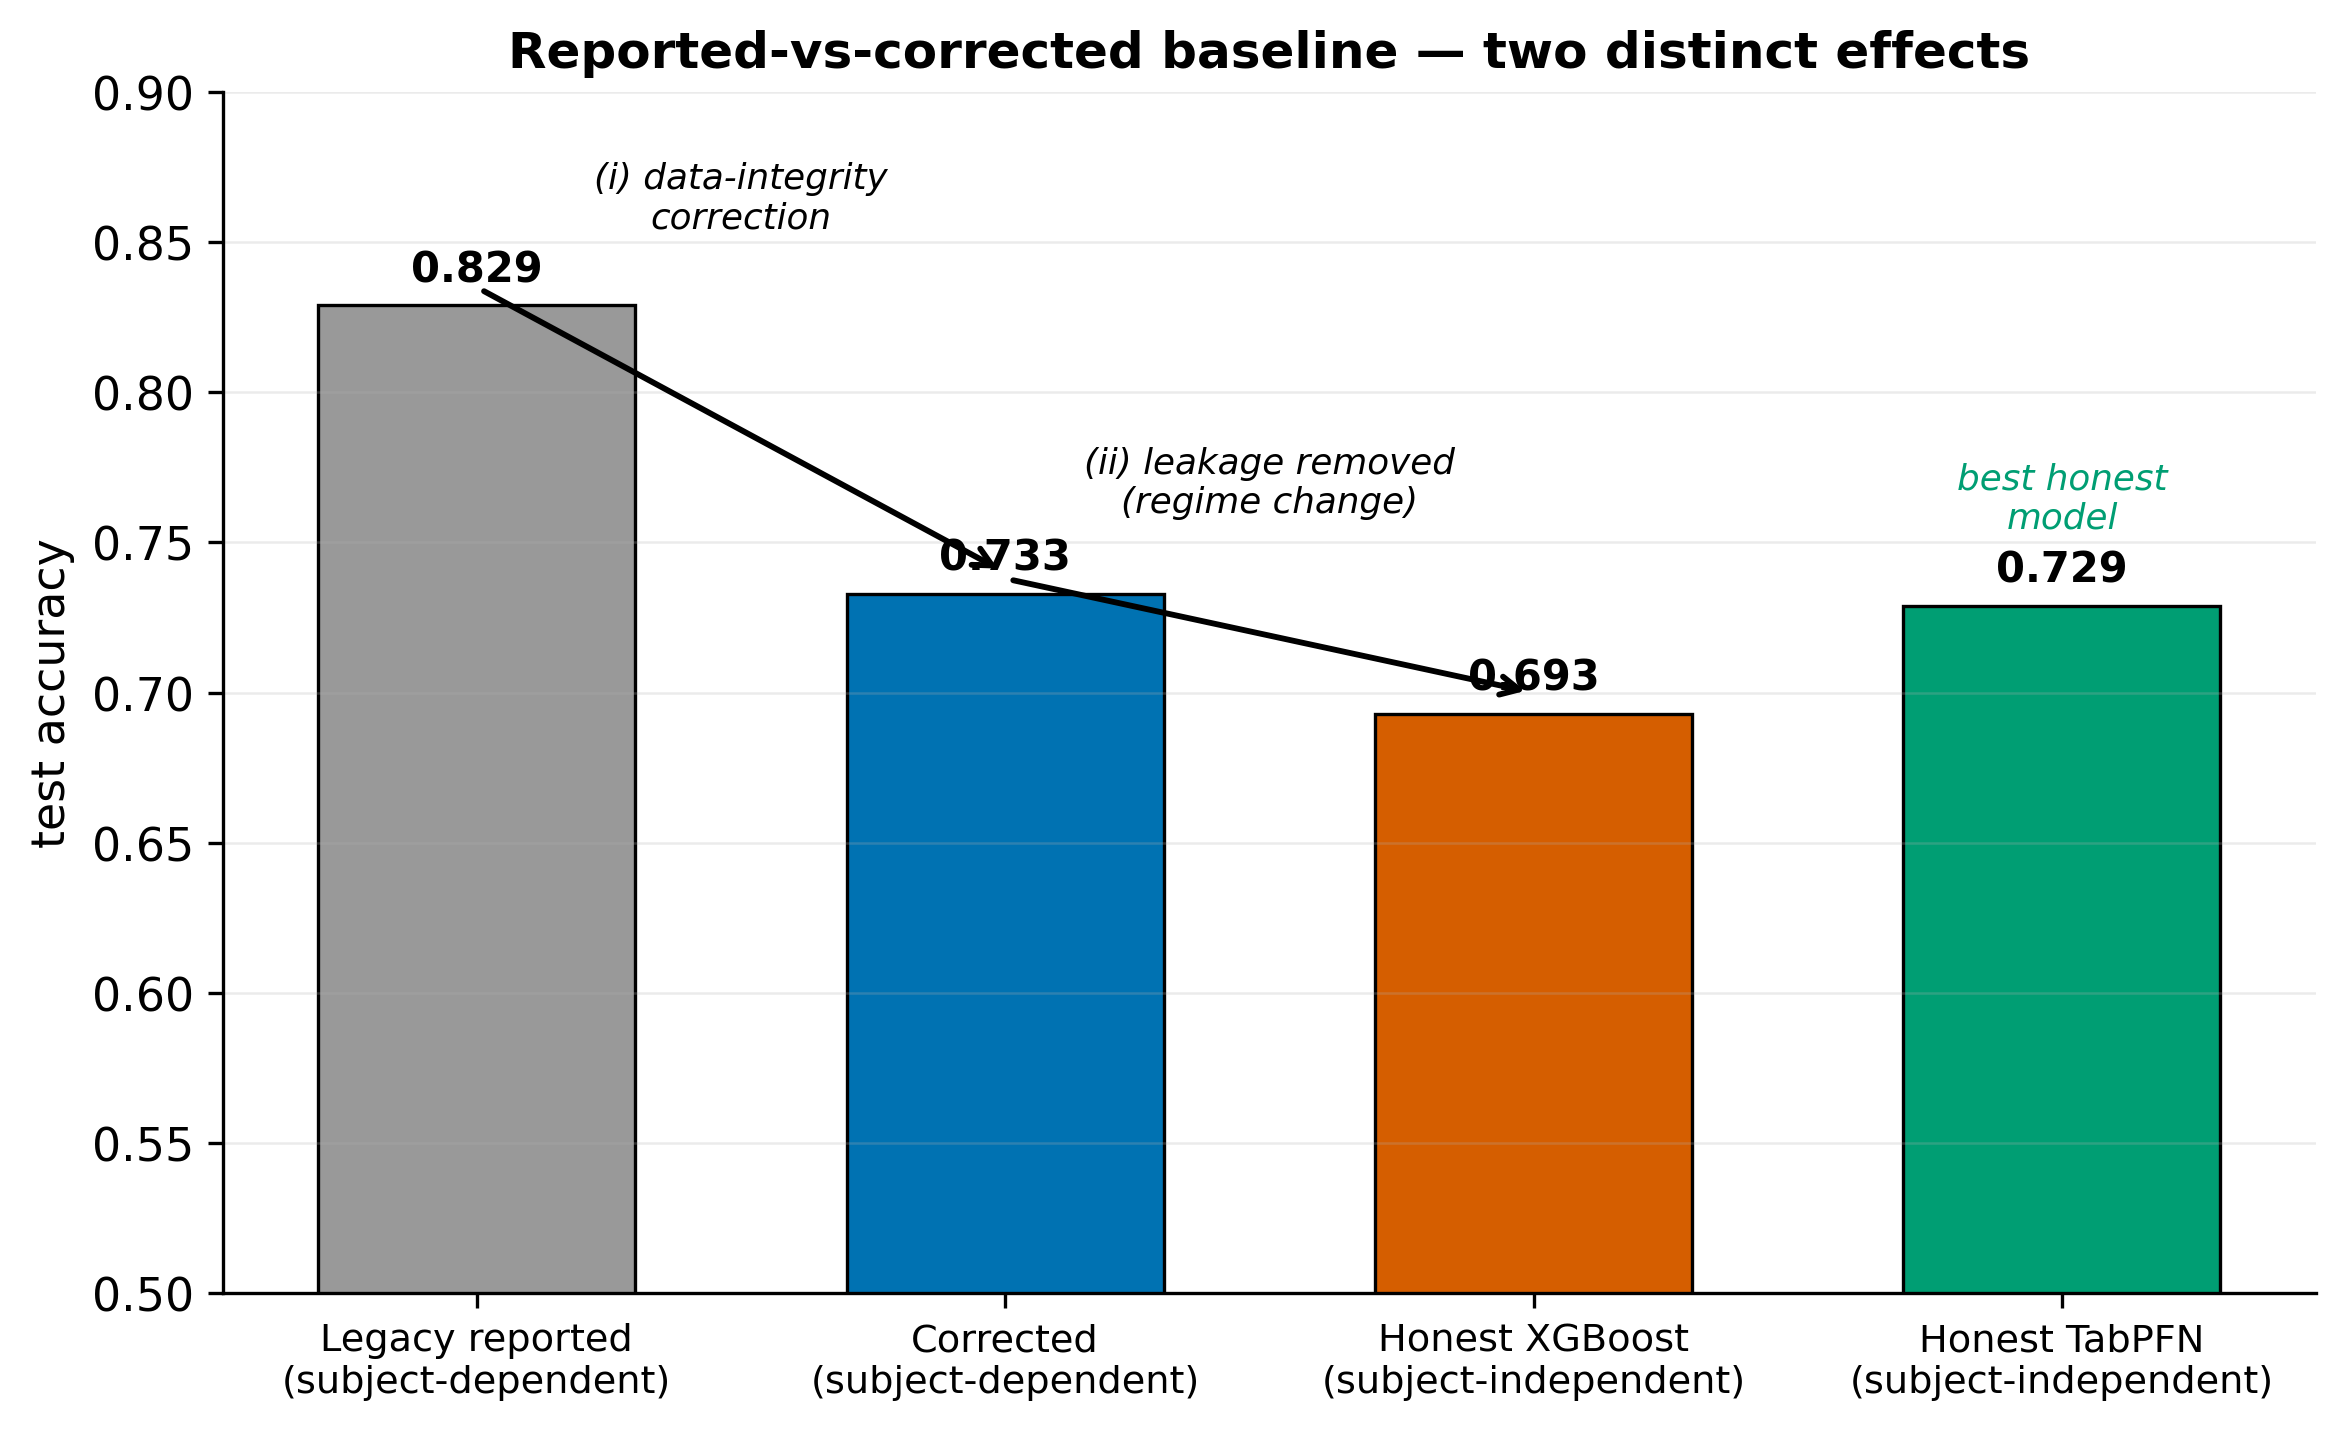 Reported-vs-corrected baseline — two distinct effects
test accuracy
0.90
0.85
0.80
0.75
0.70
0.65
0.60
0.55
0.50
(i) data-integrity
correction
0.829
(ii) leakage removed
(regime change)
0.733
0.693
best honest
model
0.729
Legacy reported
(subject-dependent)
Corrected
(subject-dependent)
Honest XGBoost
(subject-independent)
Honest TabPFN
(subject-independent)